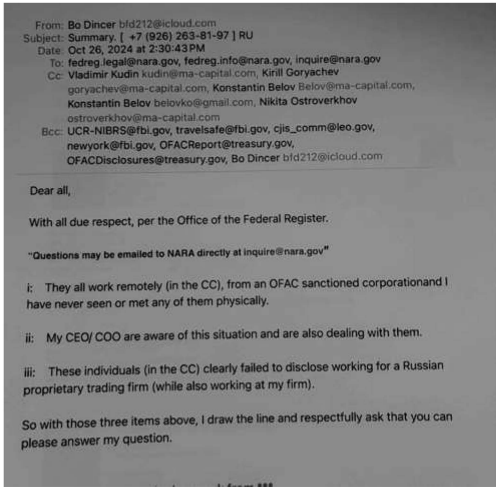 From: Bo Dincer bfd212@icloud.com
Subject: Summary. [ +7 (926) 263-81-97 ] RU
Date: Oct 26, 2024 at 2:30:43 PM
To: fedreg.legal@nara.gov, fedreg.info@nara.gov, inquire@nara.gov
Cc: Vladimir Kudin kudin@ma-capital.com, Kirill Goryachev
goryachev@ma-capital.com, Konstantin Belov Belov@ma-capital.com,
Konstantin Belov belovko@gmail.com, Nikita Ostroverkhov
ostroverkhov@ma-capital.com
Bcc: UCR-NIBRS@fbi.gov, travelsafe@fbi.gov, cjis_comm@leo.gov,
newyork@fbi.gov, OFACReport@treasury.gov,
OFACDisclosures@treasury.gov, Bo Dincer bfd212@icloud.com
Dear all,
With all due respect, per the Office of the Federal Register.
"Questions may be emailed to NARA directly at inquire@nara.gov"
i: They all work remotely (in the CC), from an OFAC sanctioned corporationand I
have never seen or met any of them physically.
ii: My CEO/ COO are aware of this situation and are also dealing with them.
iii: These individuals (in the CC) clearly failed to disclose working for a Russian
proprietary trading firm (while also working at my firm).
So with those three items above, I draw the line and respectfully ask that you can
please answer my question.